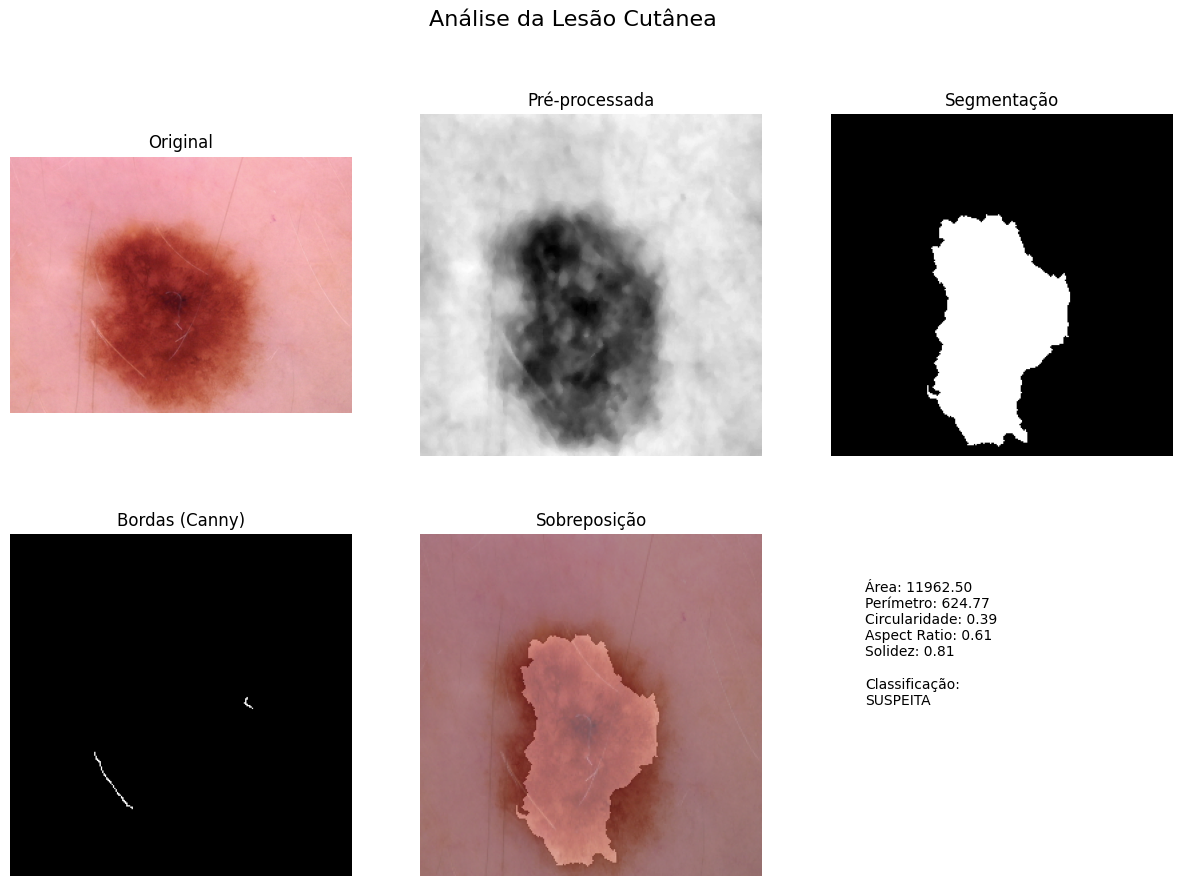 Análise da Lesão Cutânea
Original
Pré-processada
Segmentação
Bordas (Canny)
Sobreposição
Área: 11962.50
Perímetro: 624.77
Circularidade: 0.39
Aspect Ratio: 0.61
Solidez: 0.81
Classificação:
SUSPEITA